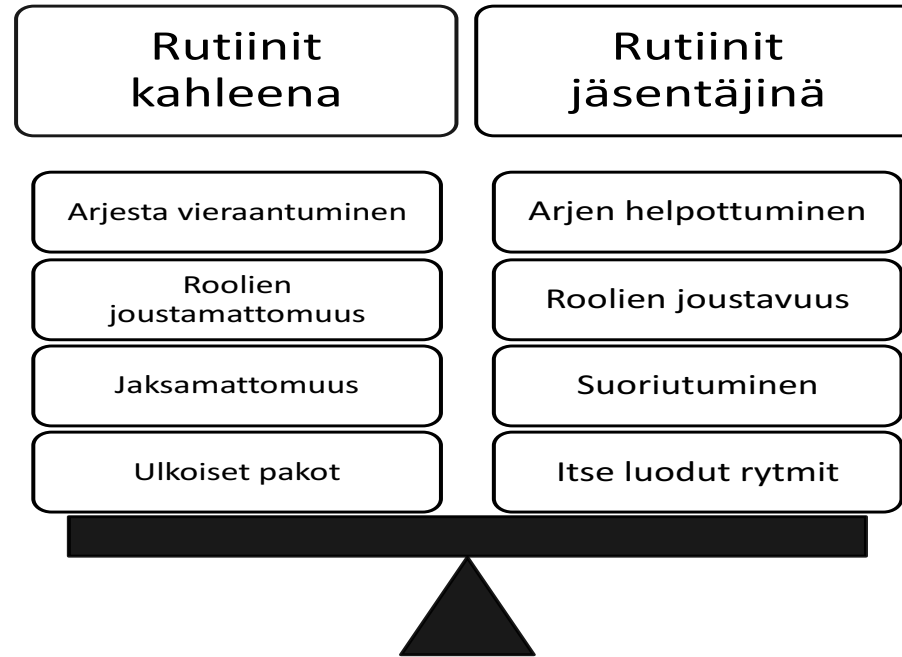 Rutiinit
kahleena
Rutiinit
jäsentäjinä
Arjesta vieraantuminen
Arjen helpottuminen
Roolien
joustamattomuus
Roolien joustavuus
Jaksamattomuus
Suoriutuminen
Ulkoiset pakot
Itse luodut rytmit